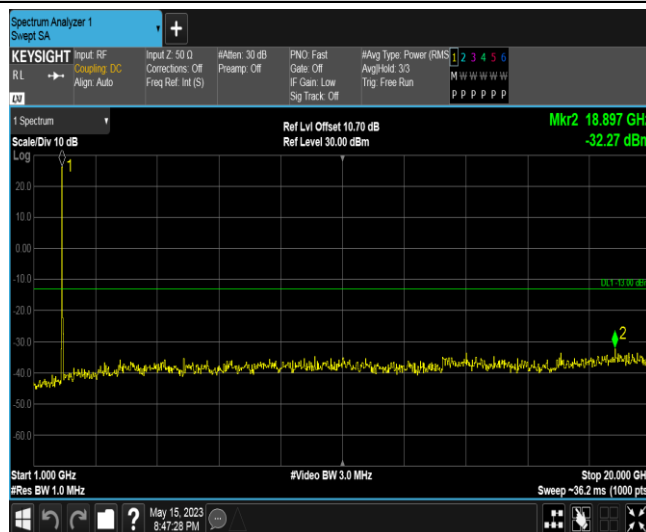 Spectrum Analyzer 1
Swept SA
+
KEYSIGHT Input: RF
RL Coupling: DC
Align: Auto
Input Z: 50 Ω
Corrections: Off
Freq Ref: Int (S)
#Atten: 30 dB
Preamp: Off
PNO: Fast
Gate: Off
IF Gain: Low
Sig Track: Off
#Avg Type: Power (RMS
Avg|Hold: 3/3
Trig: Free Run
1 2 3 4 5 6
M W W W W W
P P P P P P
LXI
1 Spectrum
Scale/Div 10 dB
Ref Lvl Offset 10.70 dB
Ref Level 30.00 dBm
Mkr2 18.897 GHz
-32.27 dBm
Log
1
20.0
10.0
0.00
-10.0
DL1 -13.00 dBm
-20.0
-30.0
2
-40.0
-50.0
-60.0
Start 1.000 GHz
#Res BW 1.0 MHz
#Video BW 3.0 MHz
Stop 20.000 GHz
Sweep ~36.2 ms (1000 pts
?
May 15, 2023
8:47:28 PM